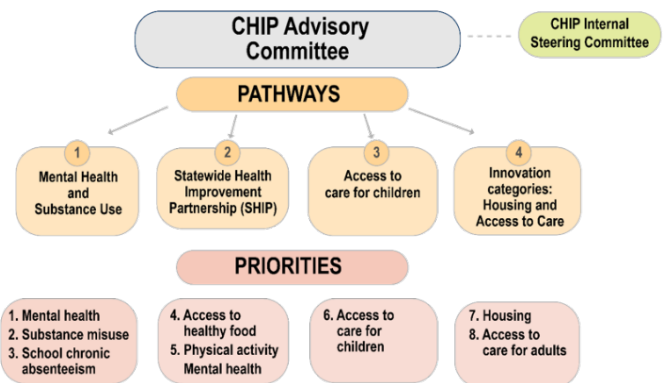 CHIP Advisory
Committee
CHIP Internal
Steering Committee
PATHWAYS
1
Mental Health
and
Substance Use
2
Statewide Health
Improvement
Partnership (SHIP)
3
Access to
care for children
4
Innovation
categories:
Housing and
Access to Care
PRIORITIES
1. Mental health
2. Substance misuse
3. School chronic
absenteeism
4. Access to
healthy food
5. Physical activity
Mental health
6. Access to
care for
children
7. Housing
8. Access to
care for adults